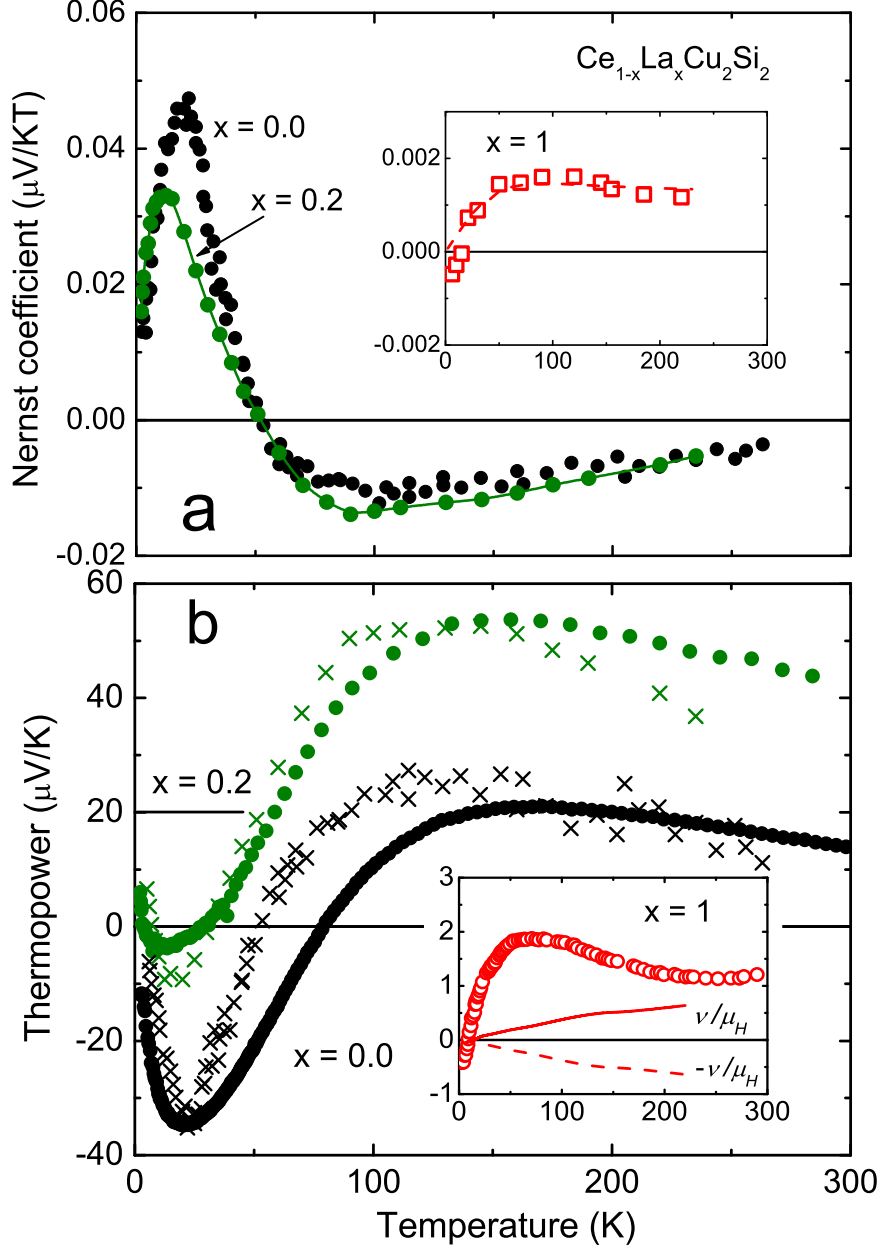 0.06
Ce₁₋ₓLaₓCu₂Si₂
0.04
x = 0.0
x = 0.2
0.002
x = 1
0.000
-0.002
0 100 200 300
0.02
0.00
-0.02
Nernst coefficient (μV/KT)
a
60
b
40
x = 0.2
20
0
x = 0.0
-20
-40
Thermopower (μV/K)
3
x = 1
2
1
ν/μ_H
0
-ν/μ_H
-1
0 100 200 300
0 100 200 300
Temperature (K)